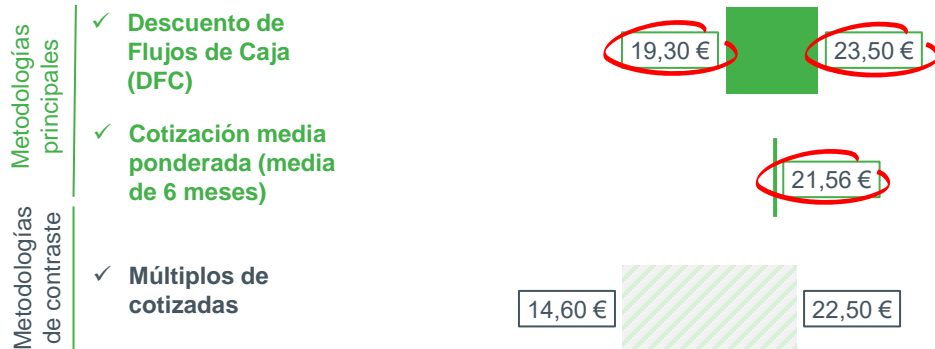 Metodologías
principales
✓ Descuento de
Flujos de Caja
(DFC)
19,30 €
23,50 €
✓ Cotización media
ponderada (media
de 6 meses)
21,56 €
Metodologías
de contraste
✓ Múltiplos de
cotizadas
14,60 €
22,50 €